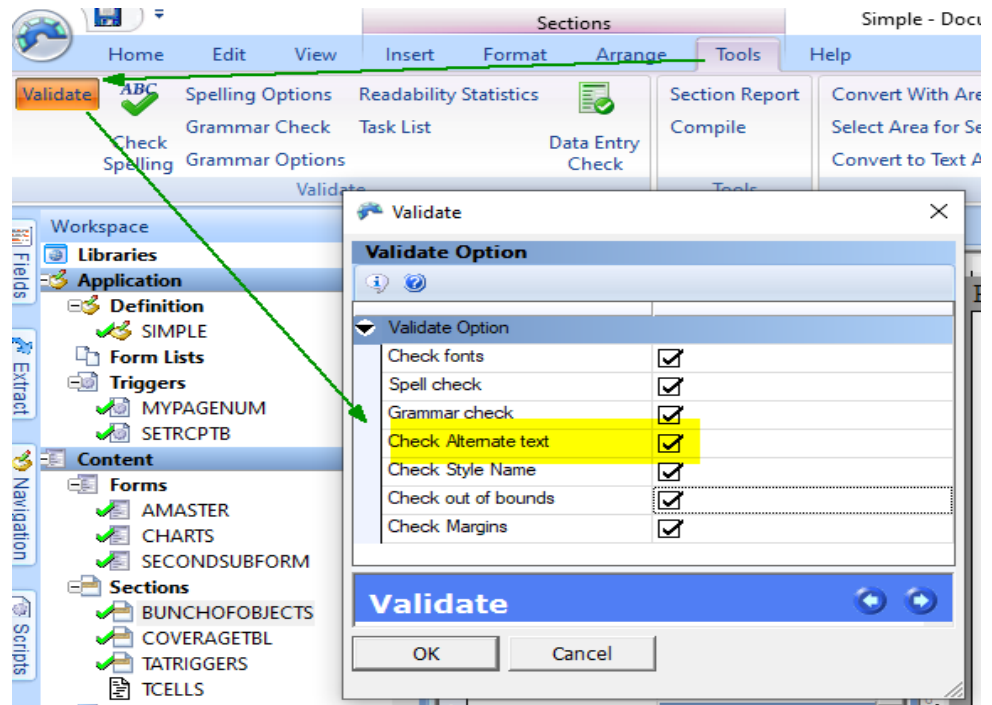 Sections
Simple - Docu
Home Edit View Insert Format Arrange Tools Help
Validate
ABC
Check
Spelling
Spelling Options
Grammar Check
Grammar Options
Readability Statistics
Task List
Data Entry
Check
Validate
Section Report
Compile
Tools
Convert With Are
Select Area for Se
Convert to Text A
Fields
Extract
Navigation
Scripts
Workspace
Libraries
Application
Definition
SIMPLE
Form Lists
Triggers
MYPAGENUM
SETRCPTB
Content
Forms
AMASTER
CHARTS
SECONDSUBFORM
Sections
BUNCHOFOBJECTS
COVERAGETBL
TATRIGGERS
TCELLS
Validate
Validate Option
Validate Option
Check fonts
Spell check
Grammar check
Check Alternate text
Check Style Name
Check out of bounds
Check Margins
Validate
OK Cancel